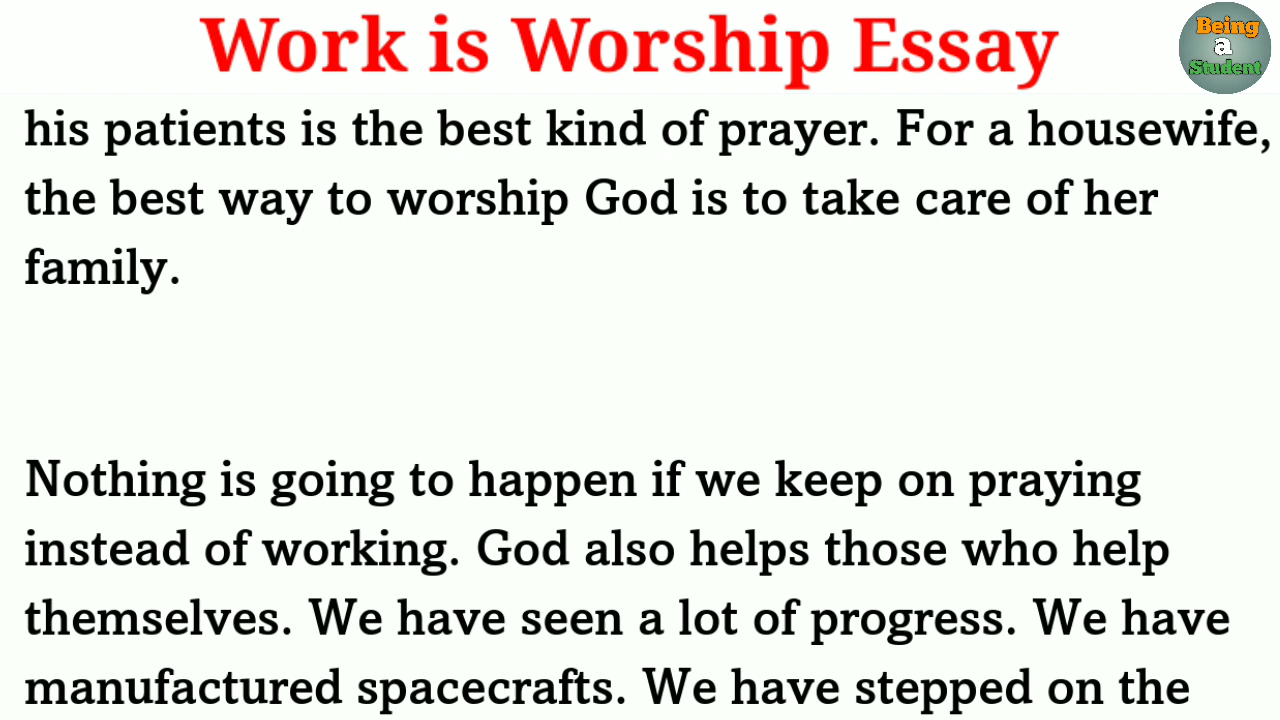 Work is Worship Essay
Being
a
Student
his patients is the best kind of prayer. For a housewife,
the best way to worship God is to take care of her
family.
Nothing is going to happen if we keep on praying
instead of working. God also helps those who help
themselves. We have seen a lot of progress. We have
manufactured spacecrafts. We have stepped on the